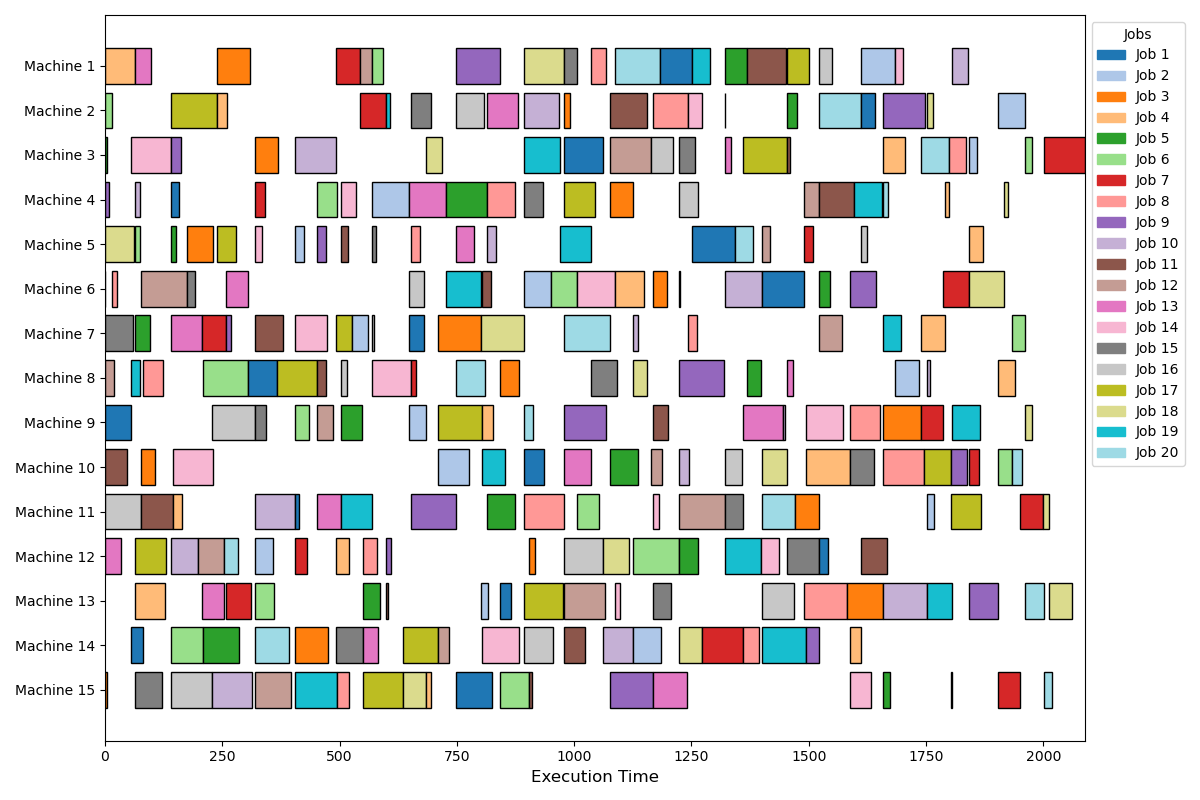 Machine 1
Machine 2
Machine 3
Machine 4
Machine 5
Machine 6
Machine 7
Machine 8
Machine 9
Machine 10
Machine 11
Machine 12
Machine 13
Machine 14
Machine 15
0 250 500 750 1000 1250 1500 1750 2000
Execution Time
Jobs
Job 1
Job 2
Job 3
Job 4
Job 5
Job 6
Job 7
Job 8
Job 9
Job 10
Job 11
Job 12
Job 13
Job 14
Job 15
Job 16
Job 17
Job 18
Job 19
Job 20